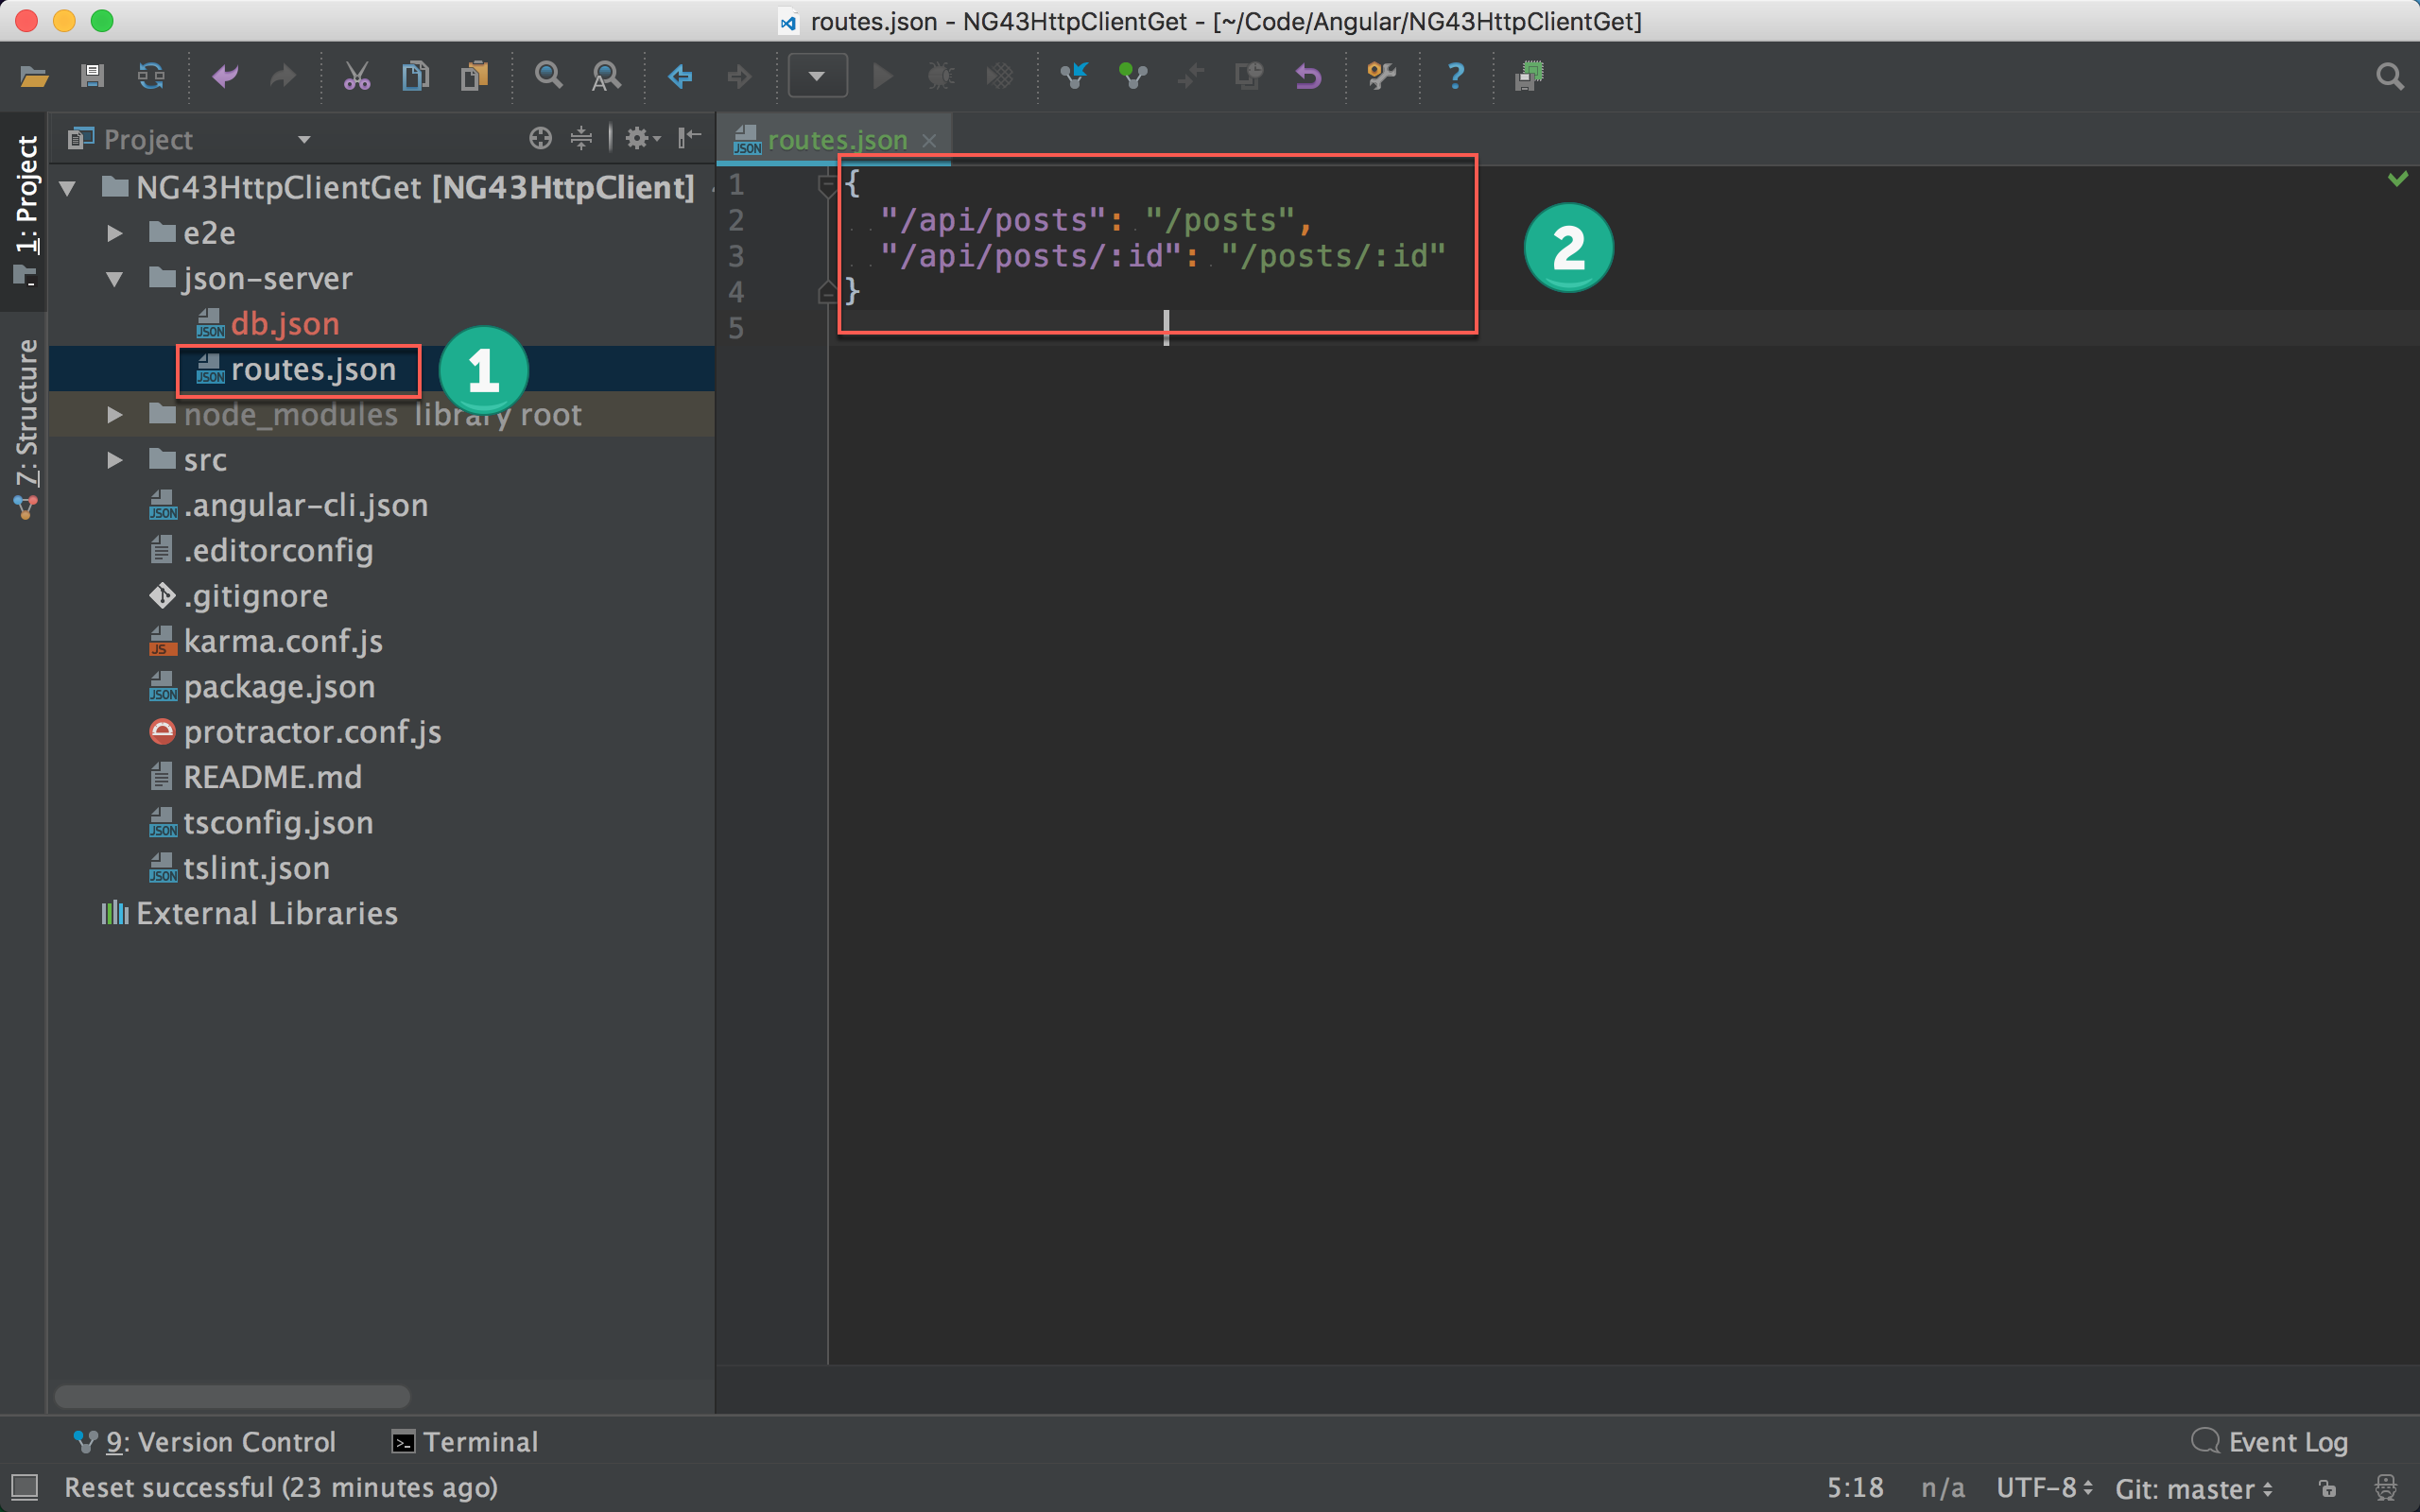 routes.json - NG43HttpClientGet - [~/Code/Angular/NG43HttpClientGet]
1: Project
7: Structure
Project
NG43HttpClientGet [NG43HttpClient]
e2e
json-server
db.json
routes.json
1
node_modules library root
src
.angular-cli.json
.editorconfig
.gitignore
karma.conf.js
package.json
protractor.conf.js
README.md
tsconfig.json
tslint.json
External Libraries
routes.json
1 {
2 "/api/posts": "/posts",
3 "/api/posts/:id": "/posts/:id"
4 }
5
2
9: Version Control
Terminal
Event Log
Reset successful (23 minutes ago)
5:18
n/a
UTF-8
Git: master